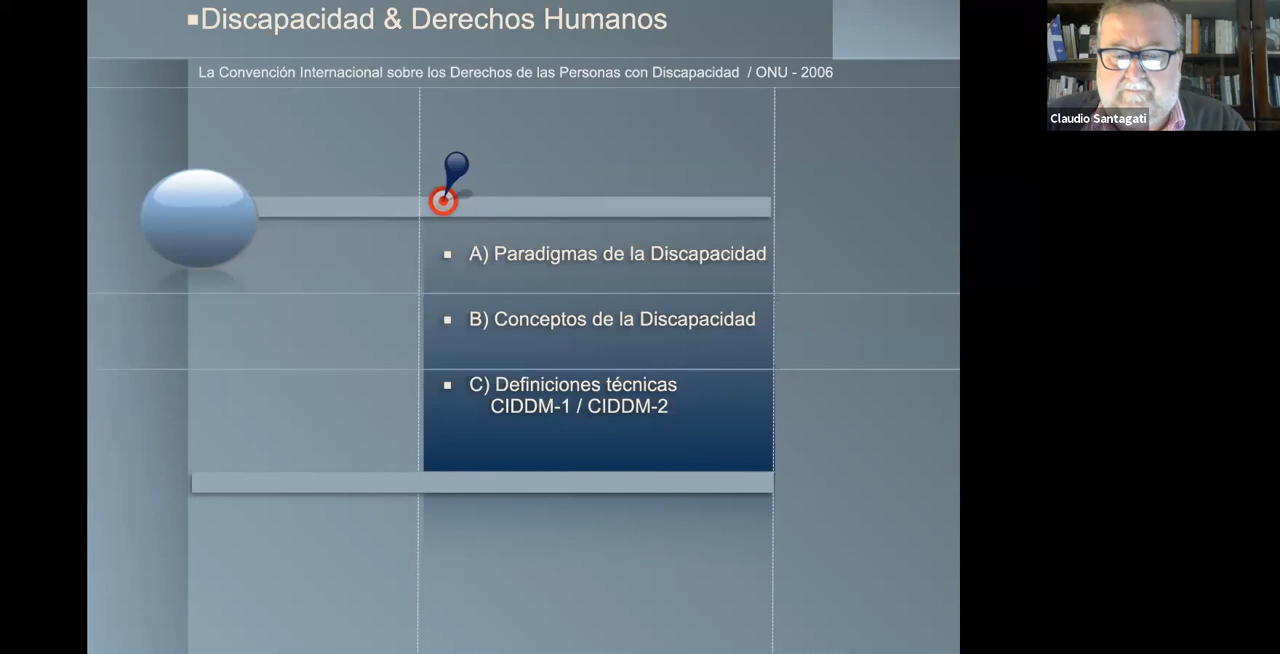 ▪Discapacidad & Derechos Humanos
La Convención Internacional sobre los Derechos de las Personas con Discapacidad / ONU - 2006
Claudio Santagati
▪ A) Paradigmas de la Discapacidad
▪ B) Conceptos de la Discapacidad
▪ C) Definiciones técnicas
CIDDM-1 / CIDDM-2